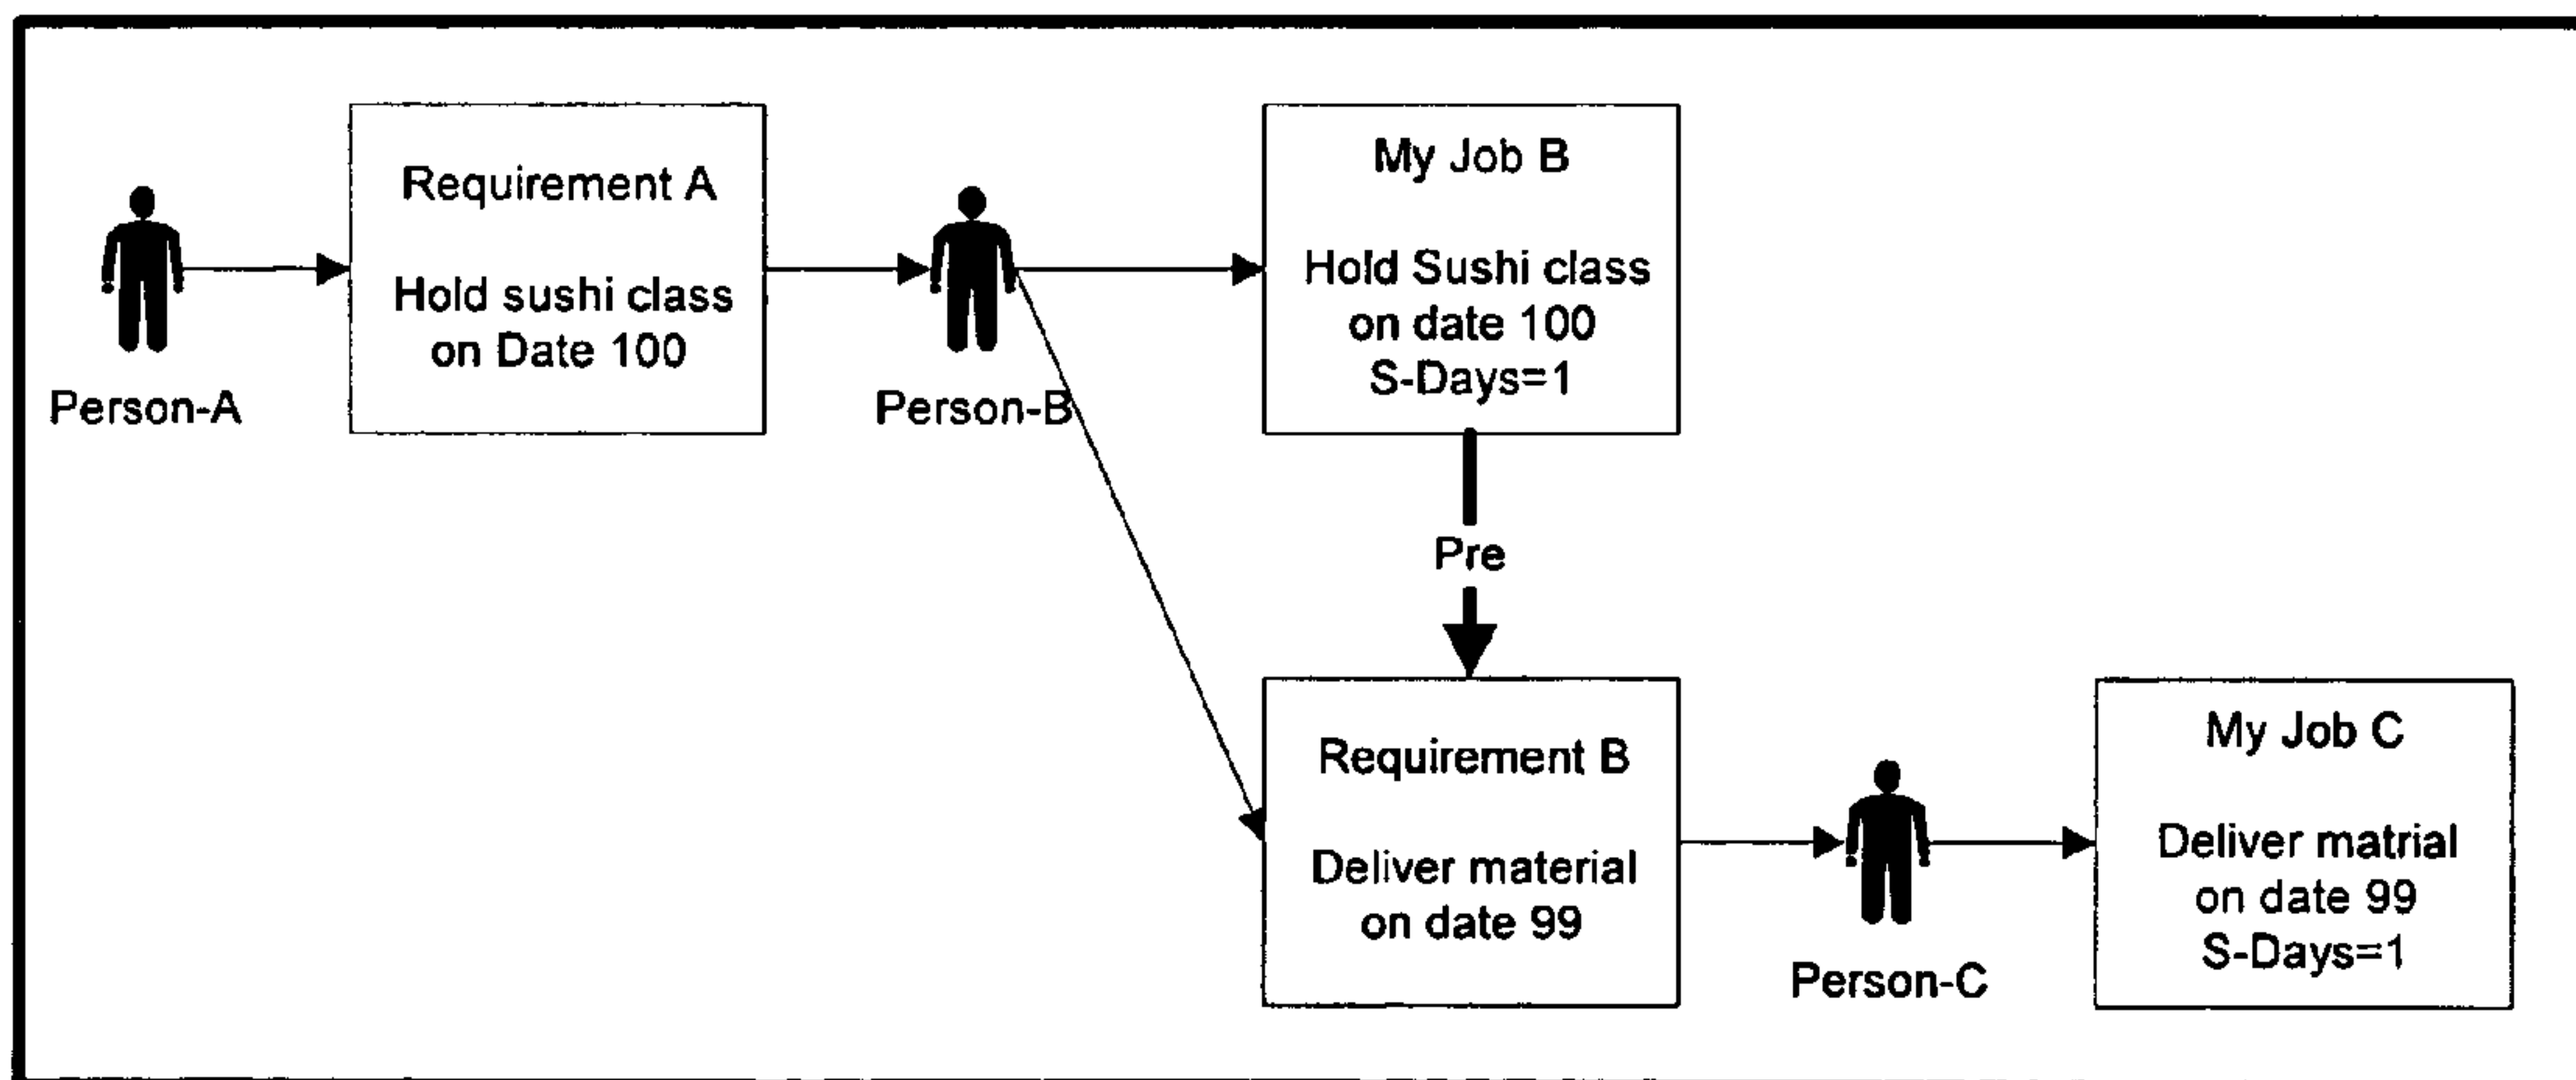 Person-A
Requirement A
Hold sushi class
on Date 100
Person-B
My Job B
Hold Sushi class
on date 100
S-Days=1
Pre
Requirement B
Deliver material
on date 99
Person-C
My Job C
Deliver matrial
on date 99
S-Days=1